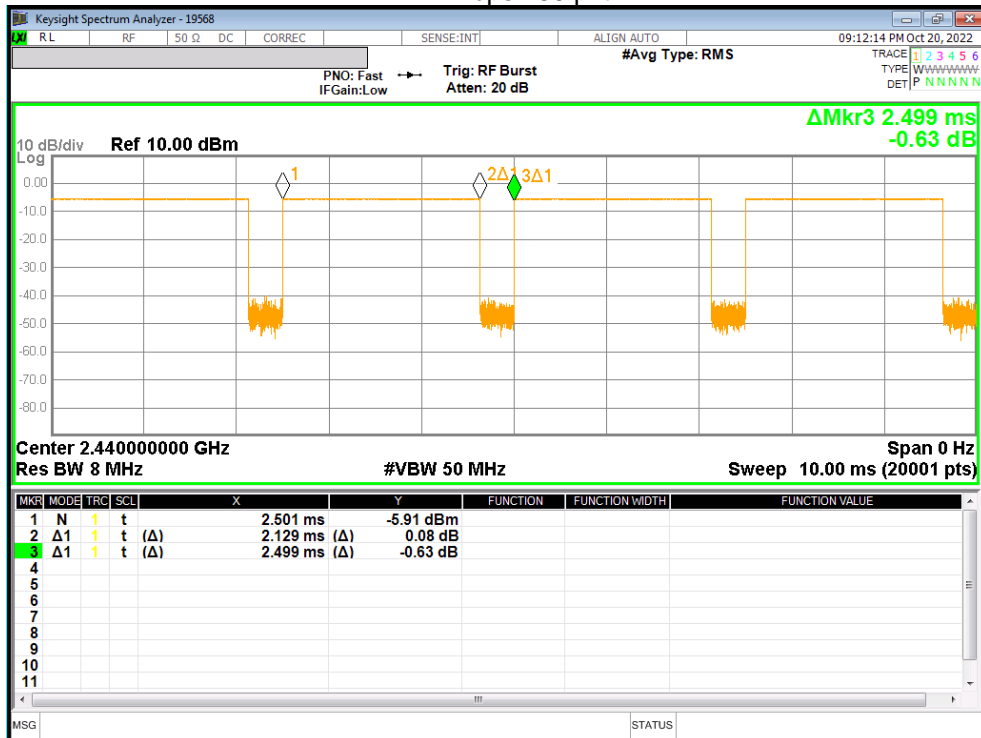 Keysight Spectrum Analyzer - 19568
LXI RL RF 50 Ω DC CORREC SENSE:INT ALIGN AUTO 09:12:14 PM Oct 20, 2022
#Avg Type: RMS TRACE 1 2 3 4 5 6
PNO: Fast Trig: RF Burst TYPE WWWWWWW
IFGain:Low Atten: 20 dB DET P N N N N N
ΔMkr3 2.499 ms
10 dB/div Ref 10.00 dBm -0.63 dB
Log
1 2Δ1 3Δ1
0.00
-10.0
-20.0
-30.0
-40.0
-50.0
-60.0
-70.0
-80.0
Center 2.440000000 GHz Span 0 Hz
Res BW 8 MHz #VBW 50 MHz Sweep 10.00 ms (20001 pts)
MKR MODE TRC SCL X Y FUNCTION FUNCTION WIDTH FUNCTION VALUE
1 N 1 t 2.501 ms -5.91 dBm
2 Δ1 1 t (Δ) 2.129 ms (Δ) 0.08 dB
3 Δ1 1 t (Δ) 2.499 ms (Δ) -0.63 dB
4
5
6
7
8
9
10
11
MSG STATUS